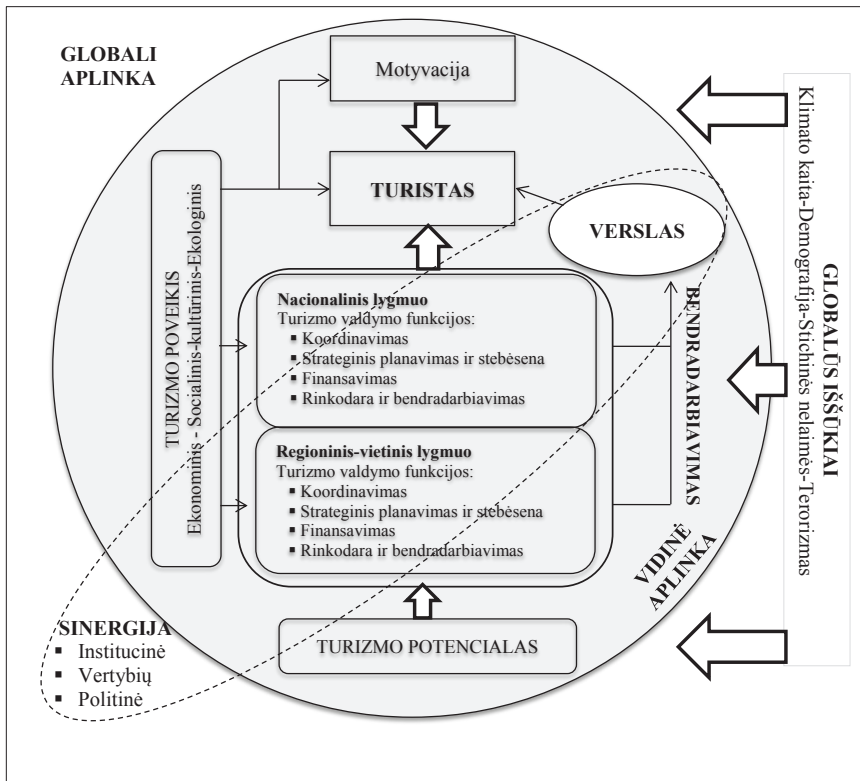 GLOBALI
APLINKA
Motyvacija
TURISTAS
VERSLAS
TURIZMO POVEIKIS
Ekonominis - Socialinis-kultūrinis-Ekologinis
Nacionalinis lygmuo
Turizmo valdymo funkcijos:
▪ Koordinavimas
▪ Strateginis planavimas ir stebėsena
▪ Finansavimas
▪ Rinkodara ir bendradarbiavimas
Regioninis-vietinis lygmuo
Turizmo valdymo funkcijos:
▪ Koordinavimas
▪ Strateginis planavimas ir stebėsena
▪ Finansavimas
▪ Rinkodara ir bendradarbiavimas
BENDRADARBIAVIMAS
VIDINĖ
APLINKA
GLOBALŪS IŠŠŪKIAI
Klimato kaita-Demografija-Stichinės nelaimės-Terorizmas
TURIZMO POTENCIALAS
SINERGIJA
▪ Institucinė
▪ Vertybių
▪ Politinė